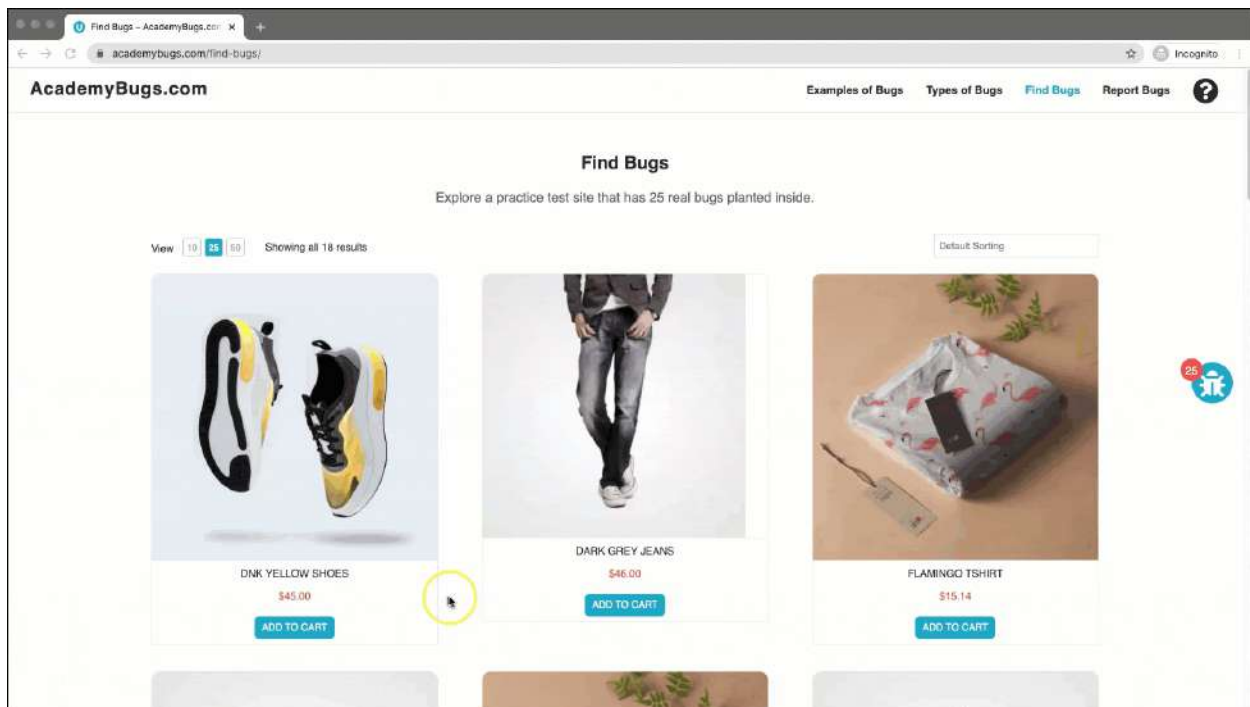 Find Bugs – AcademyBugs.com
academybugs.com/find-bugs/
Incognito
AcademyBugs.com
Examples of Bugs Types of Bugs Find Bugs Report Bugs ?
Find Bugs
Explore a practice test site that has 25 real bugs planted inside.
View 10 25 50 Showing all 18 results
Default Sorting
25
DNK YELLOW SHOES
$45.00
ADD TO CART
DARK GREY JEANS
$46.00
ADD TO CART
FLAMINGO TSHIRT
$15.14
ADD TO CART